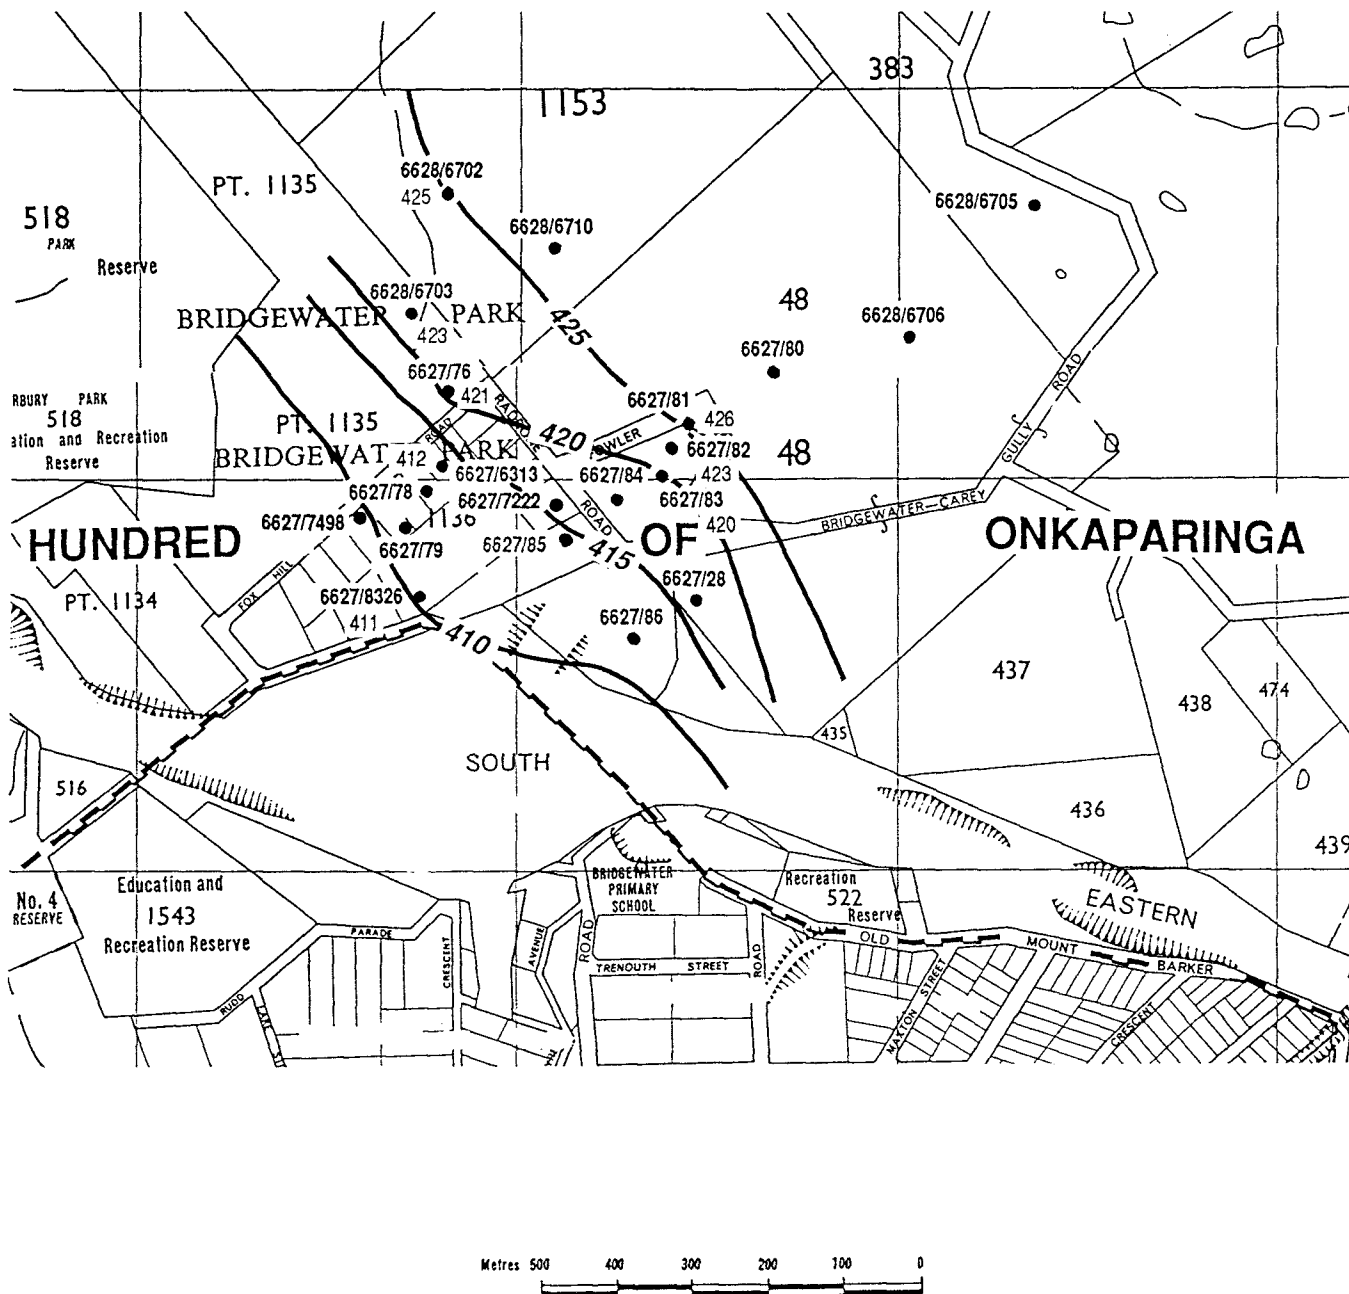 383
1153
6628/6702
PT. 1135
425
6628/6705
518
PARK
6628/6710
Reserve
6628/6703
48
BRIDGEWATER PARK
425
6628/6706
423
6627/80
6627/76
ROAD
421
6627/81
RBURY PARK
518
PT. 1135
ROAD
426
ation and Recreation
420
GULLY
BRIDGEWAT PARK
6627/82
48
Reserve
412
6627/6313
6627/84
423
6627/78
6627/7222
6627/83
6627/7498
1136
ROAD
420
BRIDGEWATER—CAREY
HUNDRED OF ONKAPARINGA
6627/79
6627/85
415
FOX HILL
6627/28
PT. 1134
6627/8326
6627/86
411
410
437
474
438
435
SOUTH
516
436
439
BRIDGEWATER
PRIMARY
SCHOOL
Recreation
522
Reserve
No. 4
RESERVE
Education and
1543
Recreation Reserve
EASTERN
PARADE
CRESCENT
AVENUE
ROAD
ROAD
OLD MOUNT BARKER
TRENOUTH STREET
MAXTON STREET
CRESCENT
RUDD
Metres 500 400 300 200 100 0